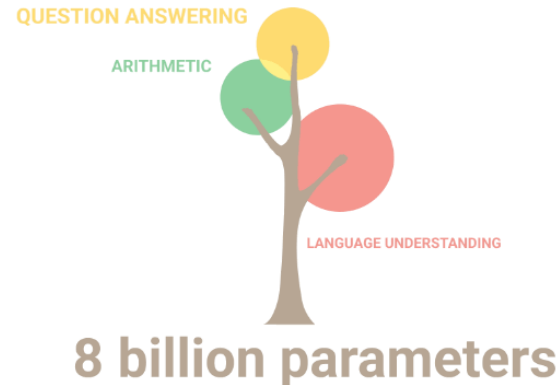 QUESTION ANSWERING
ARITHMETIC
LANGUAGE UNDERSTANDING
8 billion parameters